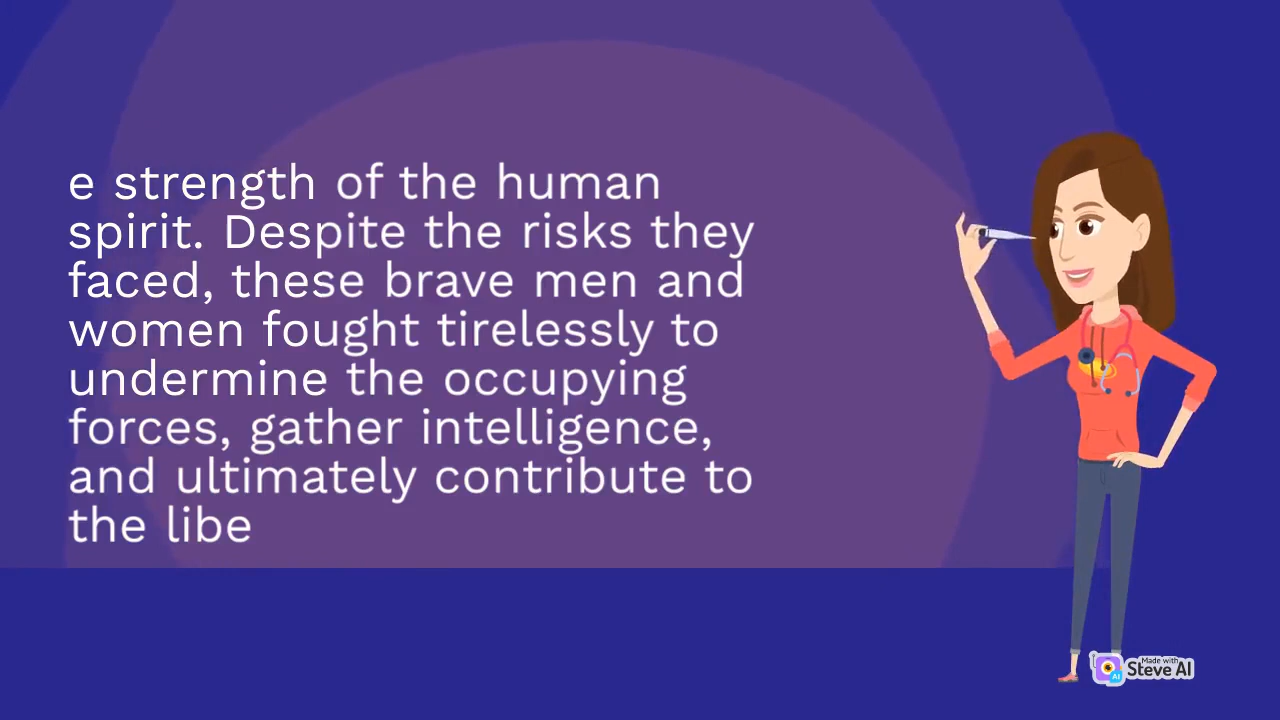 e strength of the human
spirit. Despite the risks they
faced, these brave men and
women fought tirelessly to
undermine the occupying
forces, gather intelligence,
and ultimately contribute to
the libe
Made with
Steve AI
AI